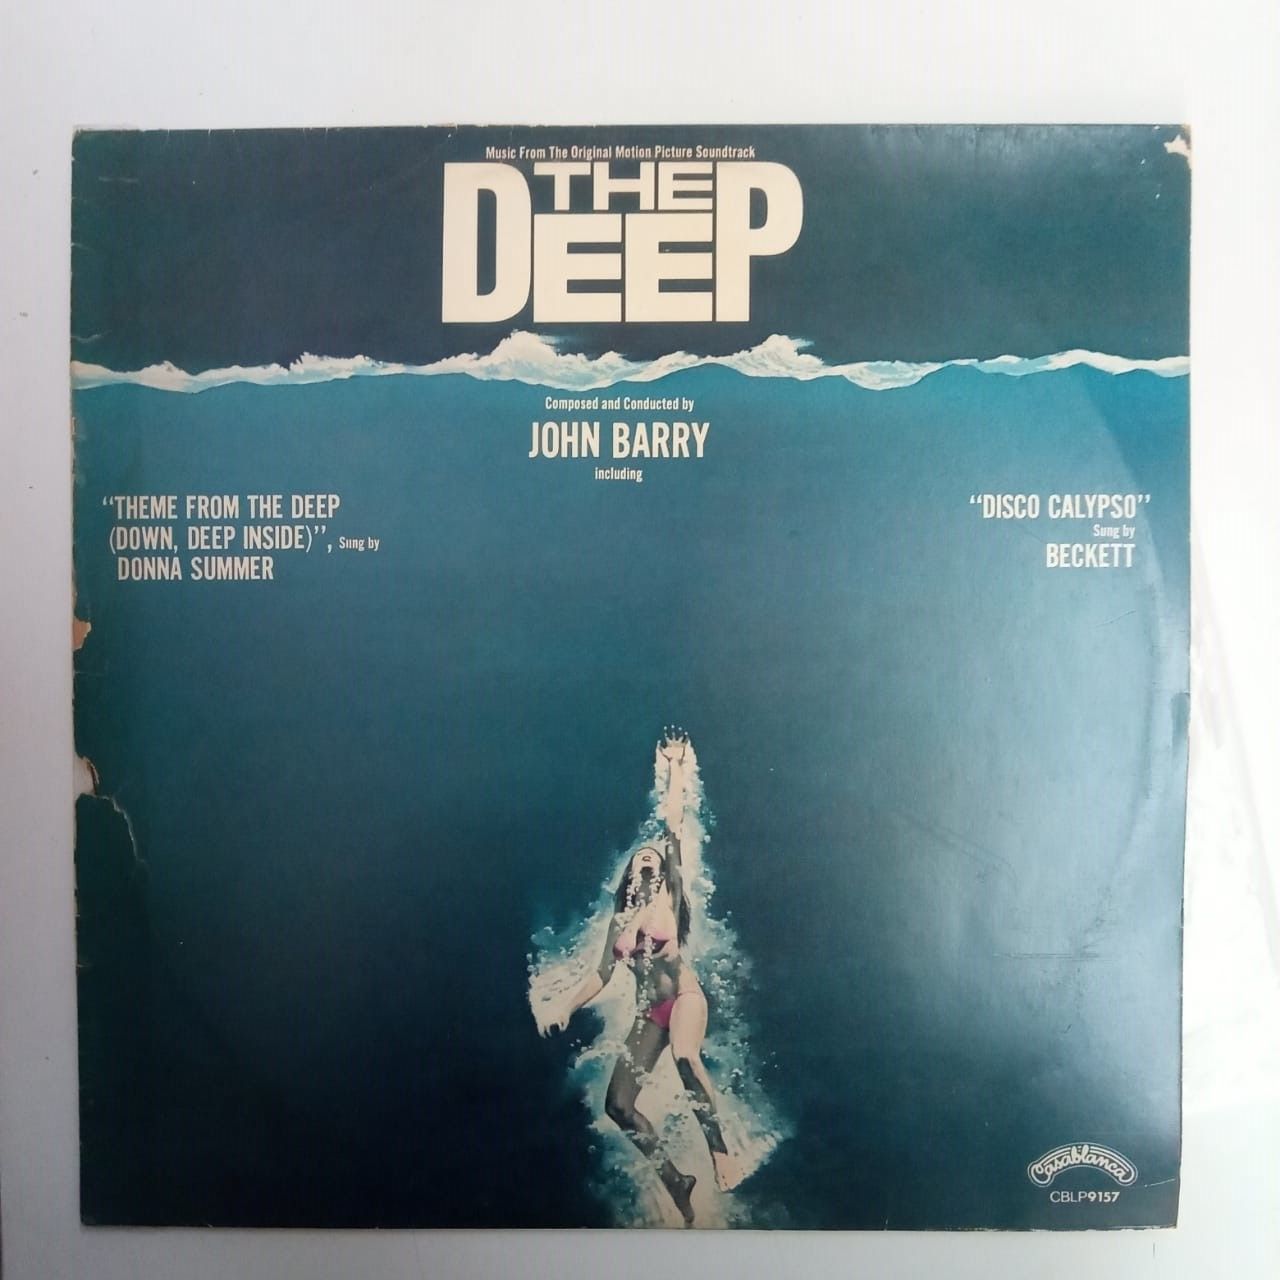 Music From The Original Motion Picture Soundtrack
THE
DEEP
Composed and Conducted by
JOHN BARRY
including
“THEME FROM THE DEEP
(DOWN, DEEP INSIDE)”, Sung by
DONNA SUMMER
“DISCO CALYPSO”
Sung by
BECKETT
Casablanca
CBLP9157